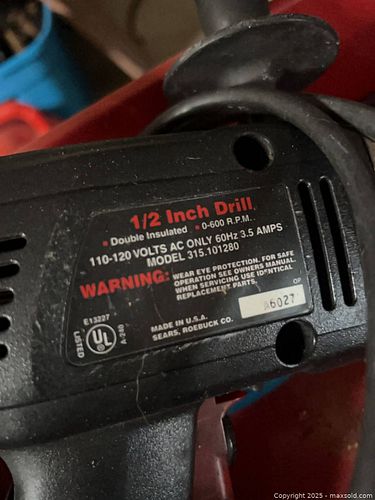 1/2 Inch Drill
• Double Insulated • 0-600 R.P.M.
110-120 VOLTS AC ONLY 60Hz 3.5 AMPS
MODEL 315.101280
WARNING: WEAR EYE PROTECTION. FOR SAFE
OPERATION SEE OWNERS MANUAL.
WHEN SERVICING USE IDENTICAL
REPLACEMENT PARTS.
E13227
UL
LISTED
A-240
MADE IN U.S.A.
SEARS, ROEBUCK CO.
A6027
Copyright © 2025 - maxsold.com